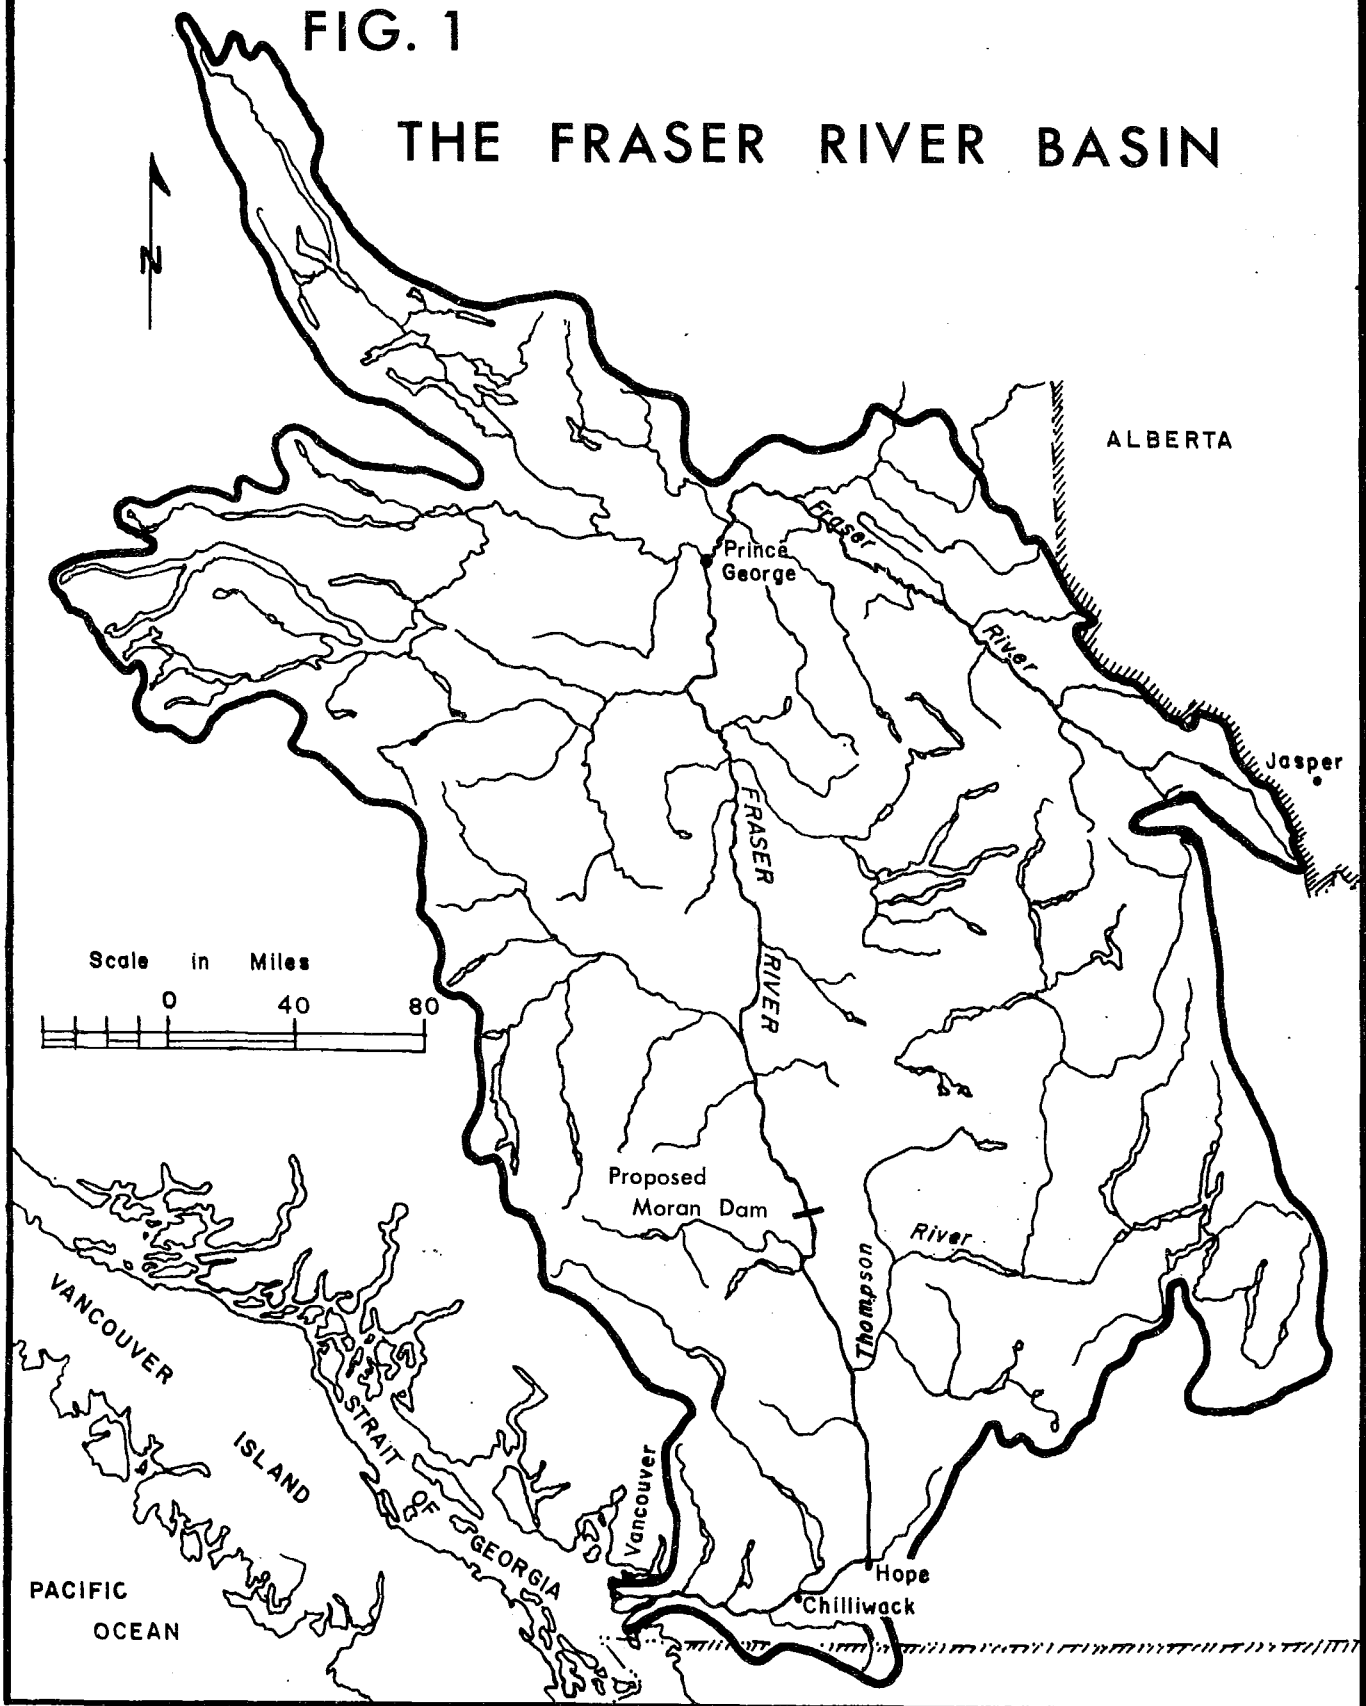 FIG. 1
THE FRASER RIVER BASIN
N
ALBERTA
Fraser
Prince
George
River
Jasper
FRASER
RIVER
Scale in Miles
0 40 80
Proposed
Moran Dam
River
Thompson
VANCOUVER
ISLAND
STRAIT
OF
GEORGIA
Vancouver
Hope
Chilliwack
PACIFIC
OCEAN